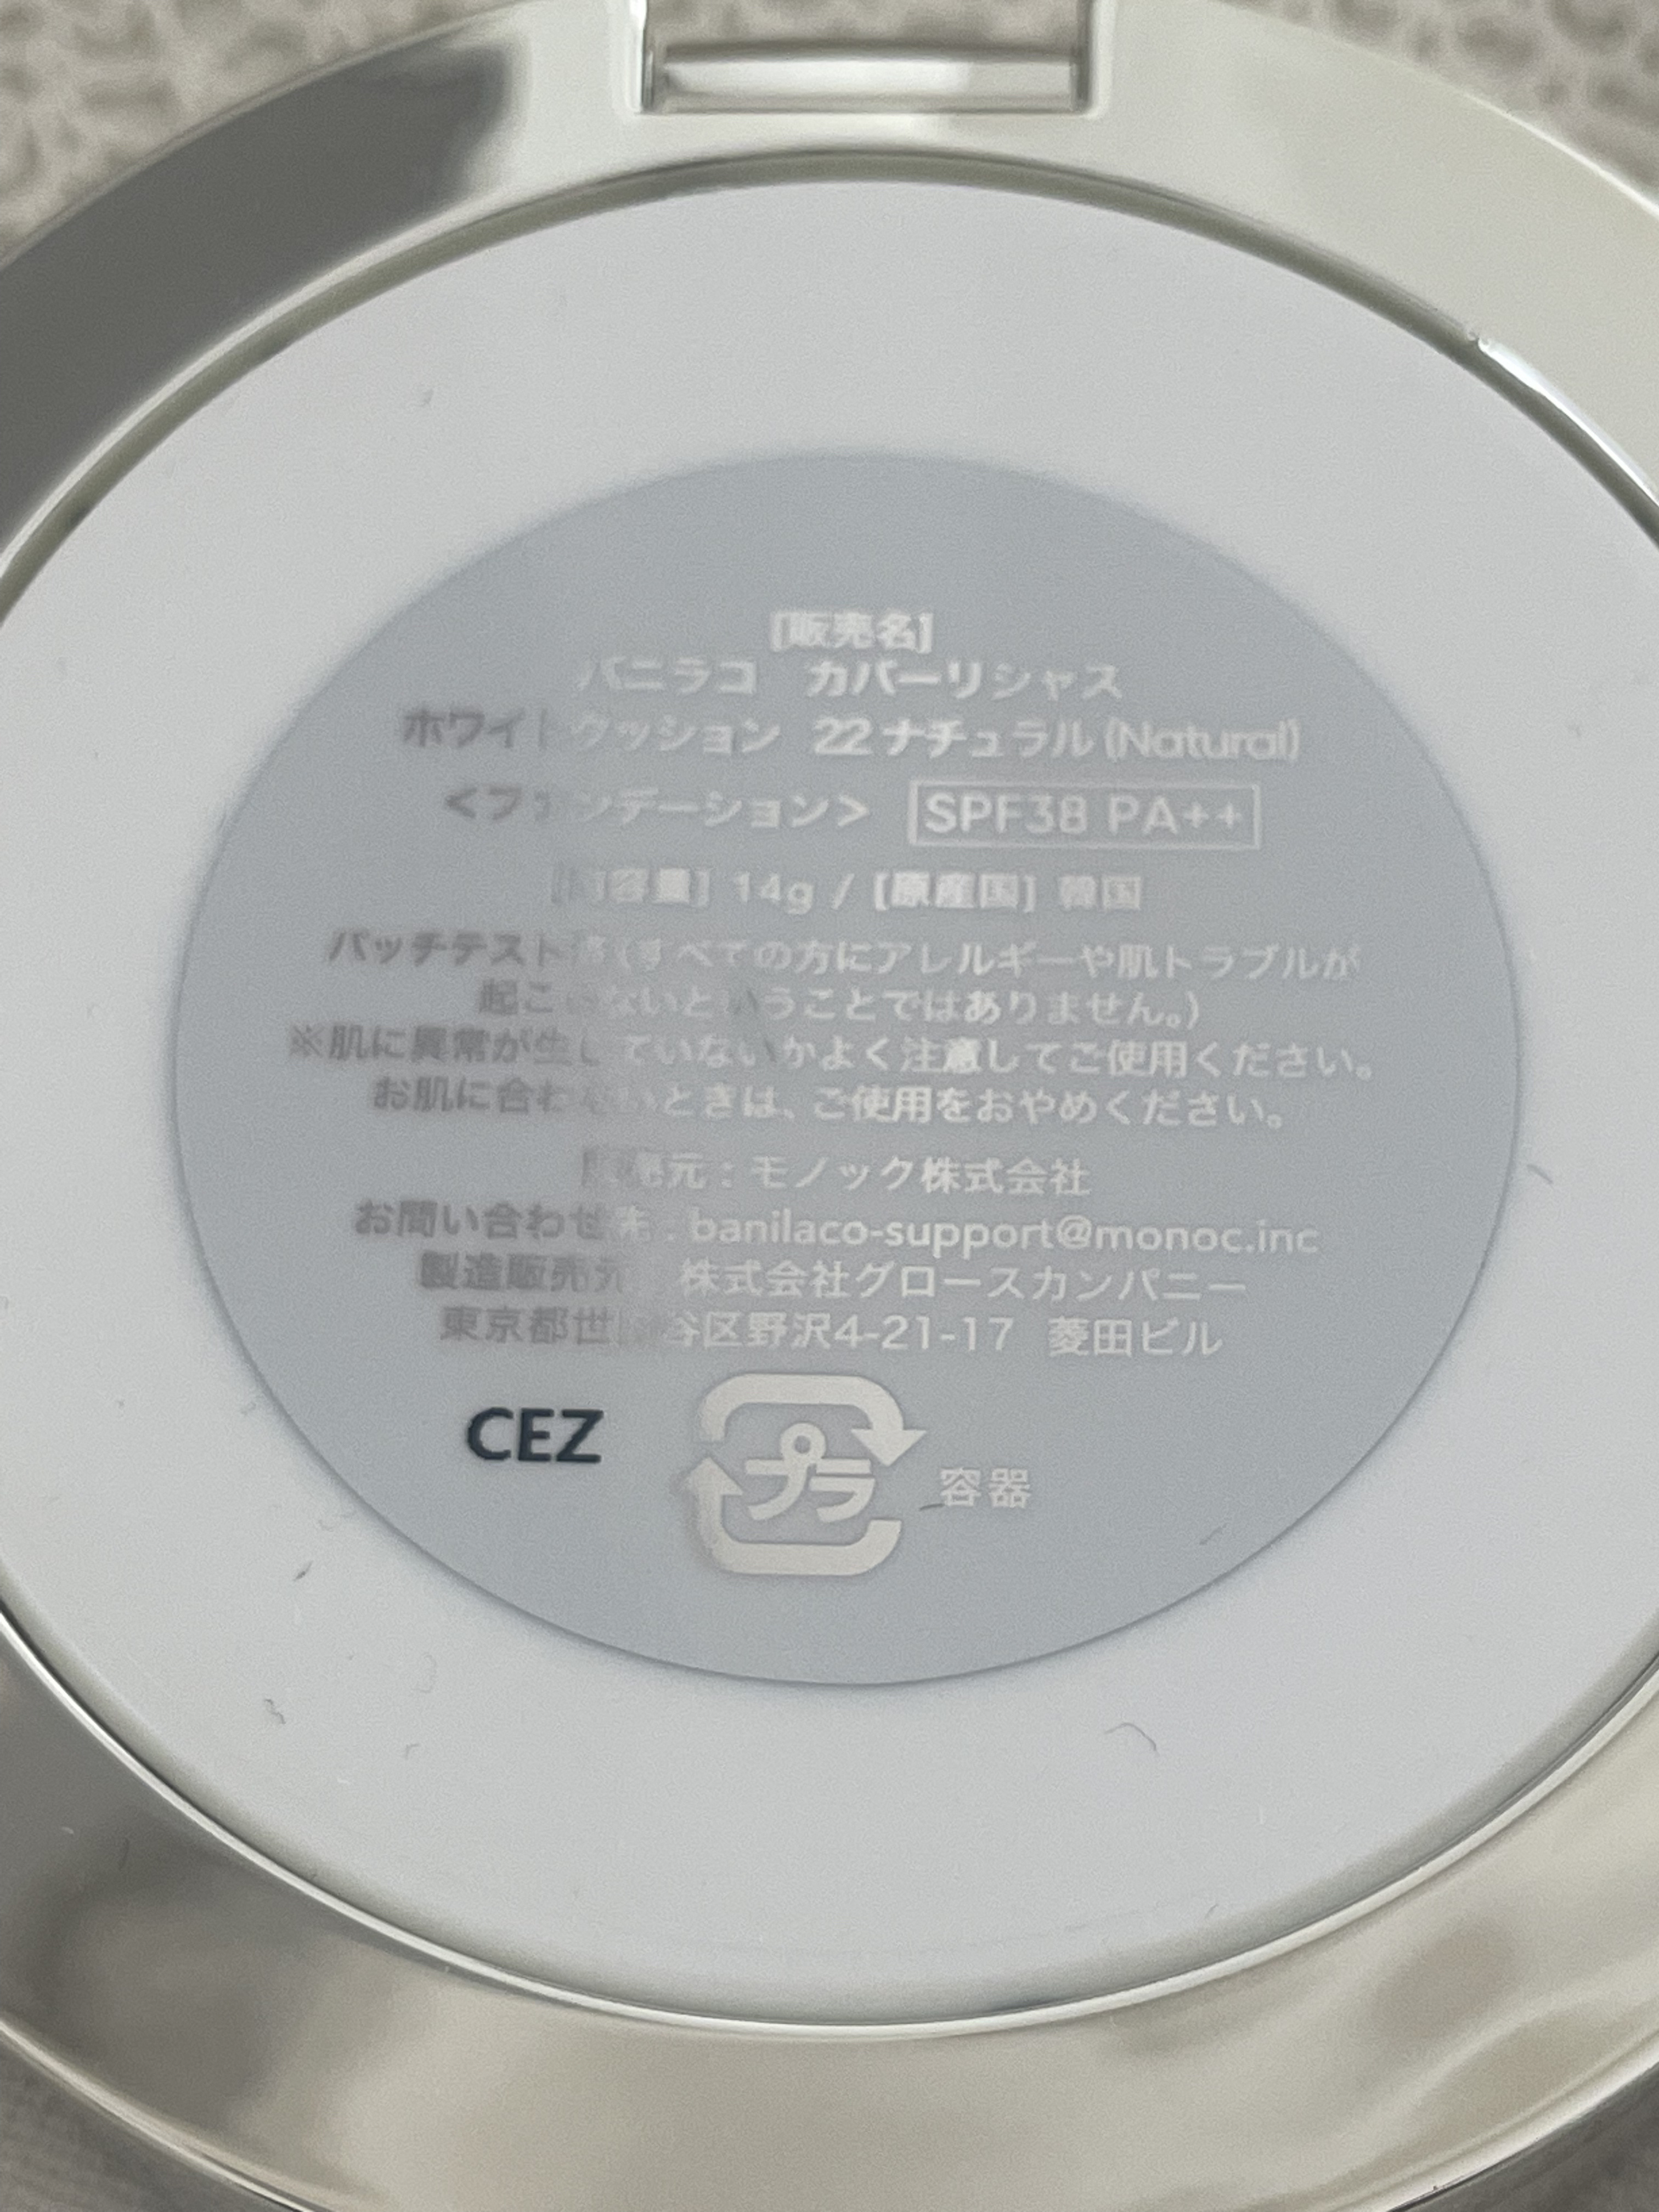 [販売名]
バニラコ カバーリシャス
ホワイトクッション 22 ナチュラル (Natural)
<ファンデーション> SPF38 PA++
[内容量] 14g / [原産国] 韓国
パッチテスト済(すべての方にアレルギーや肌トラブルが
起こらないということではありません。)
※肌に異常が生じていないかよく注意してご使用ください。
お肌に合わないときは、ご使用をおやめください。
販売元 : モノック株式会社
お問い合わせ先 : banilaco-support@monoc.inc
製造販売元 : 株式会社グロースカンパニー
東京都世田谷区野沢4-21-17 菱田ビル
CEZ
プラ
容器